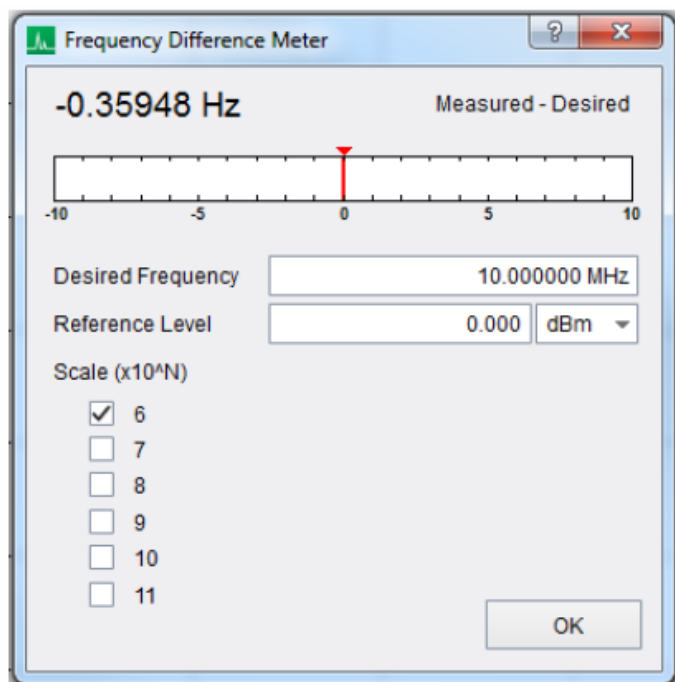 Frequency Difference Meter
?
-0.35948 Hz Measured - Desired
-10 -5 0 5 10
Desired Frequency 10.000000 MHz
Reference Level 0.000 dBm
Scale (x10^N)
6
7
8
9
10
11
OK